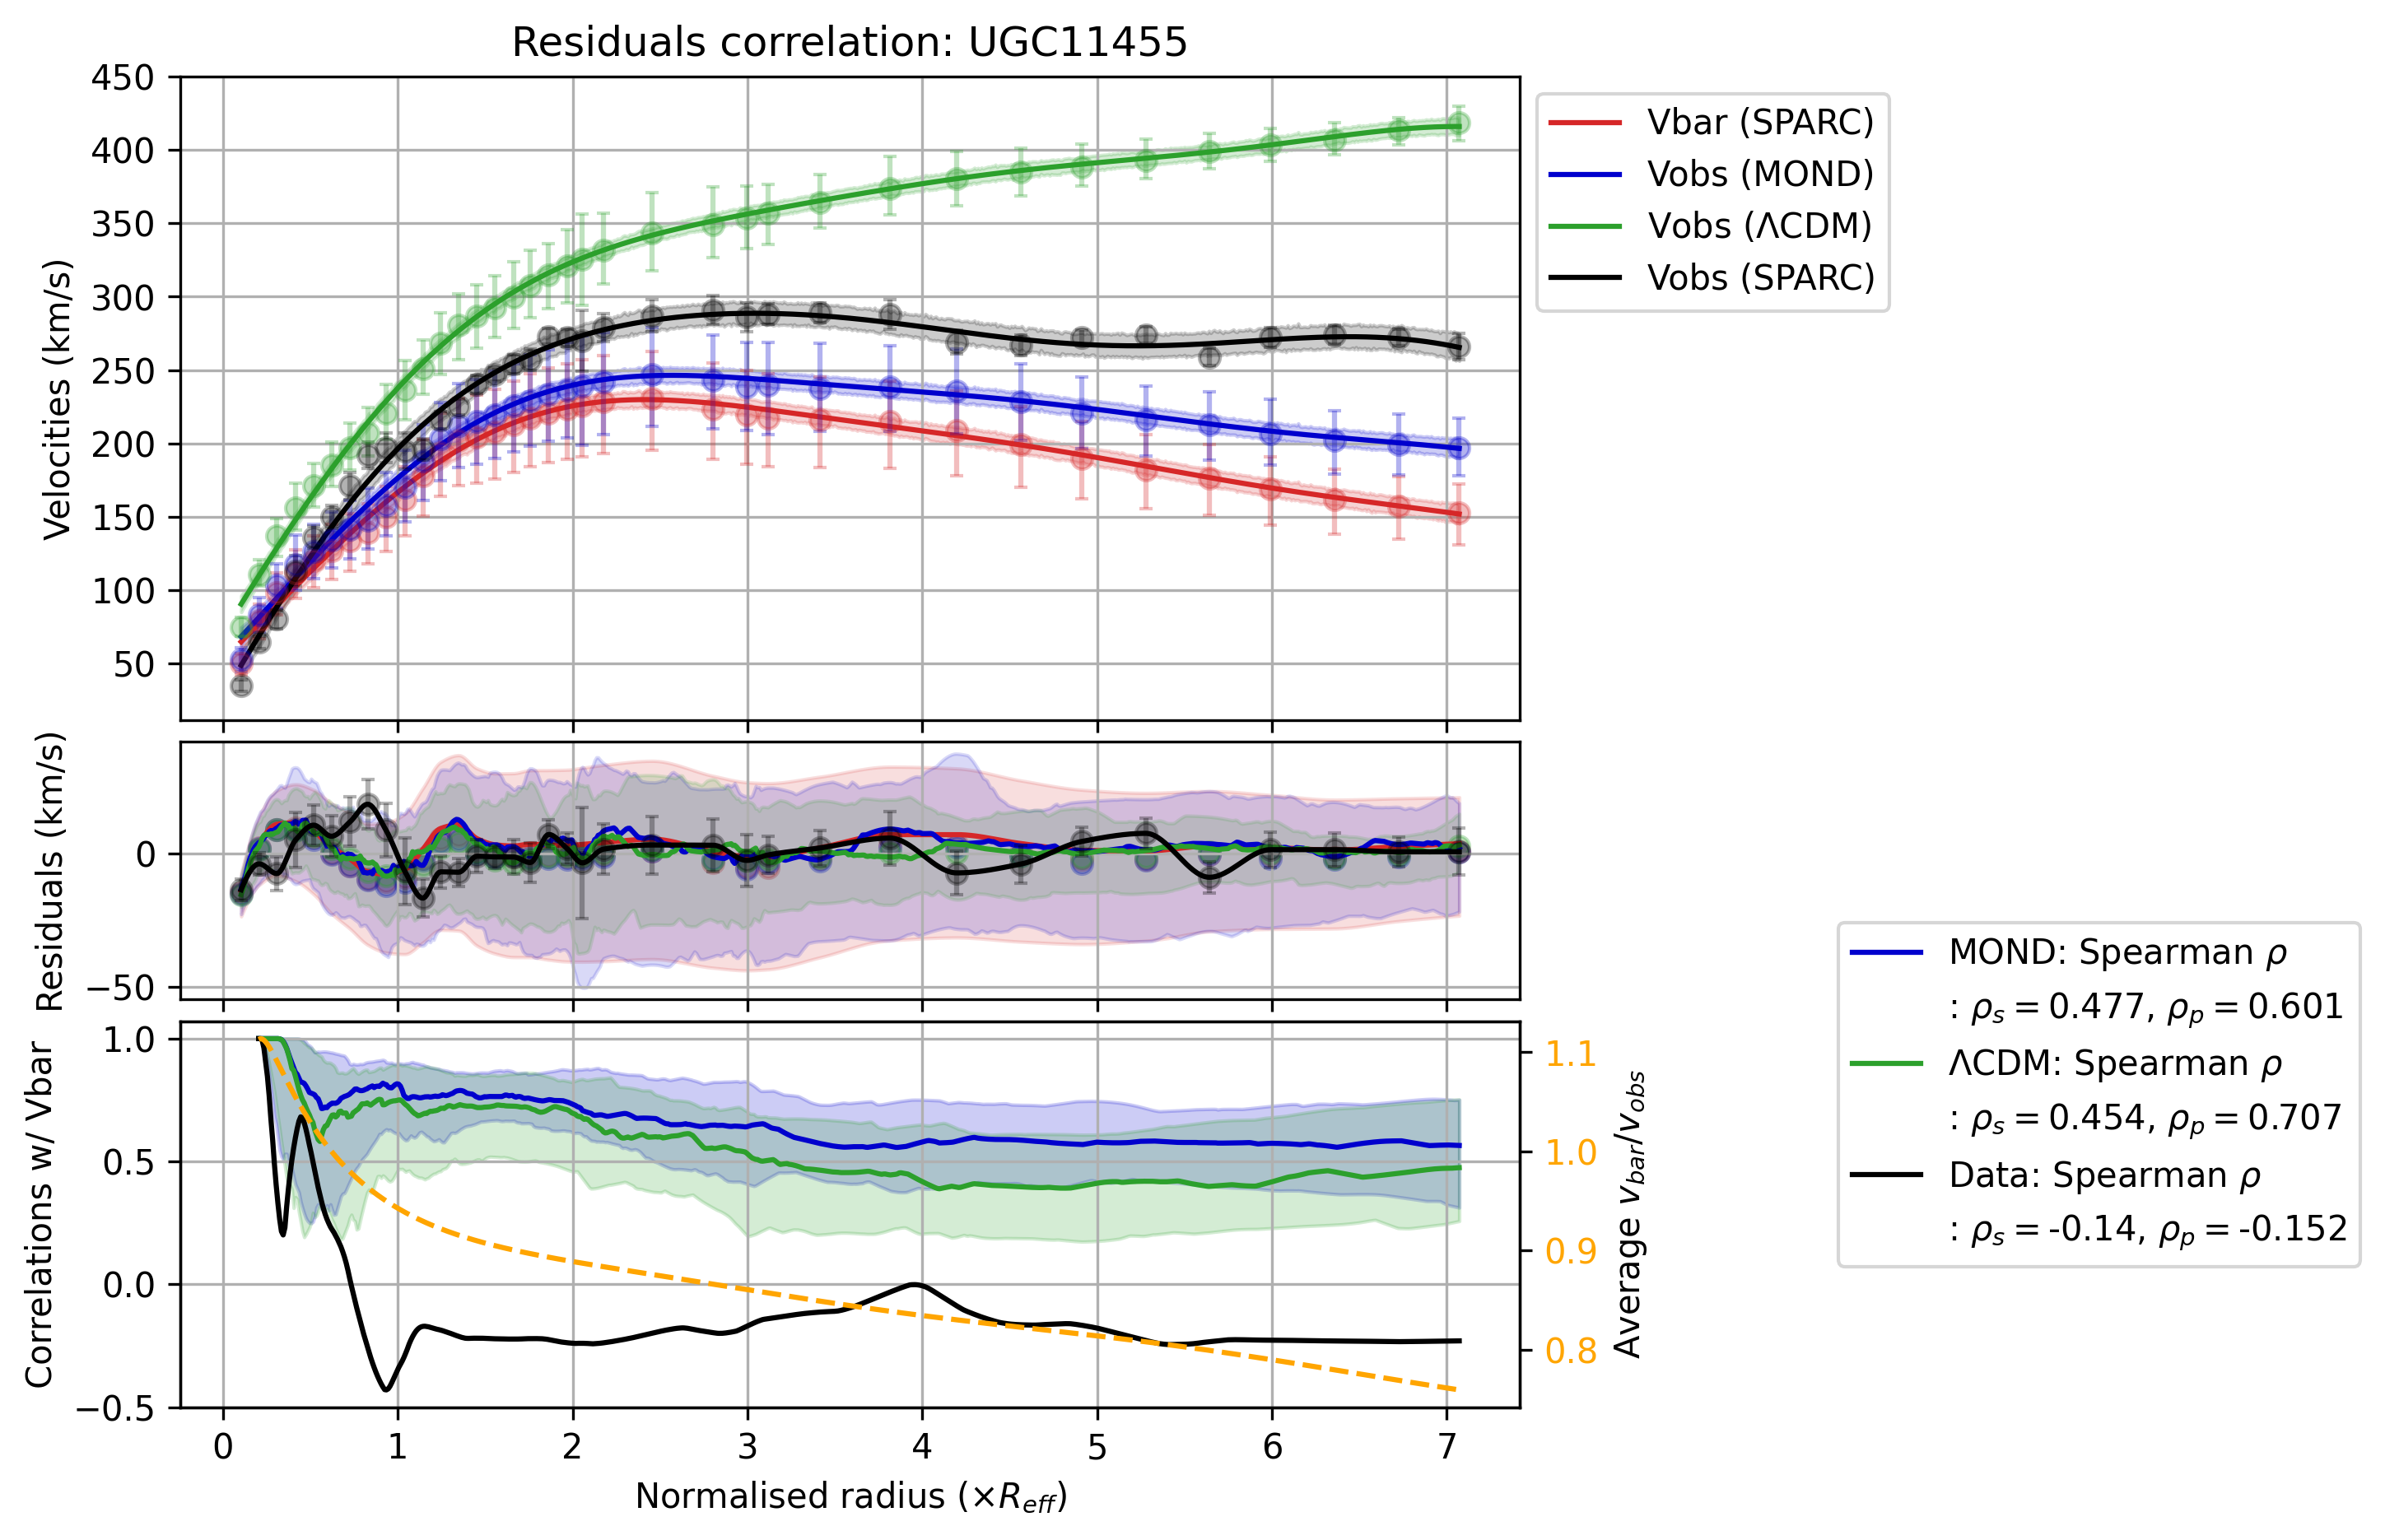 Residuals correlation: UGC11455
Velocities (km/s)
450
400
350
300
250
200
150
100
50
Vbar (SPARC)
Vobs (MOND)
Vobs (ΛCDM)
Vobs (SPARC)
Residuals (km/s)
0
−50
Correlations w/ Vbar
1.0
0.5
0.0
−0.5
1.1
1.0
0.9
0.8
Average v_bar/v_obs
MOND: Spearman ρ
: ρ_s = 0.477, ρ_p = 0.601
ΛCDM: Spearman ρ
: ρ_s = 0.454, ρ_p = 0.707
Data: Spearman ρ
: ρ_s = -0.14, ρ_p = -0.152
0 1 2 3 4 5 6 7
Normalised radius (×R_eff)